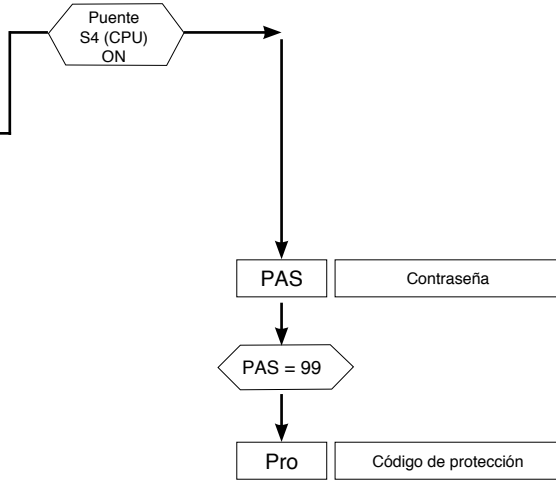 Puente
S4 (CPU)
ON
PAS
Contraseña
PAS = 99
Pro
Código de protección